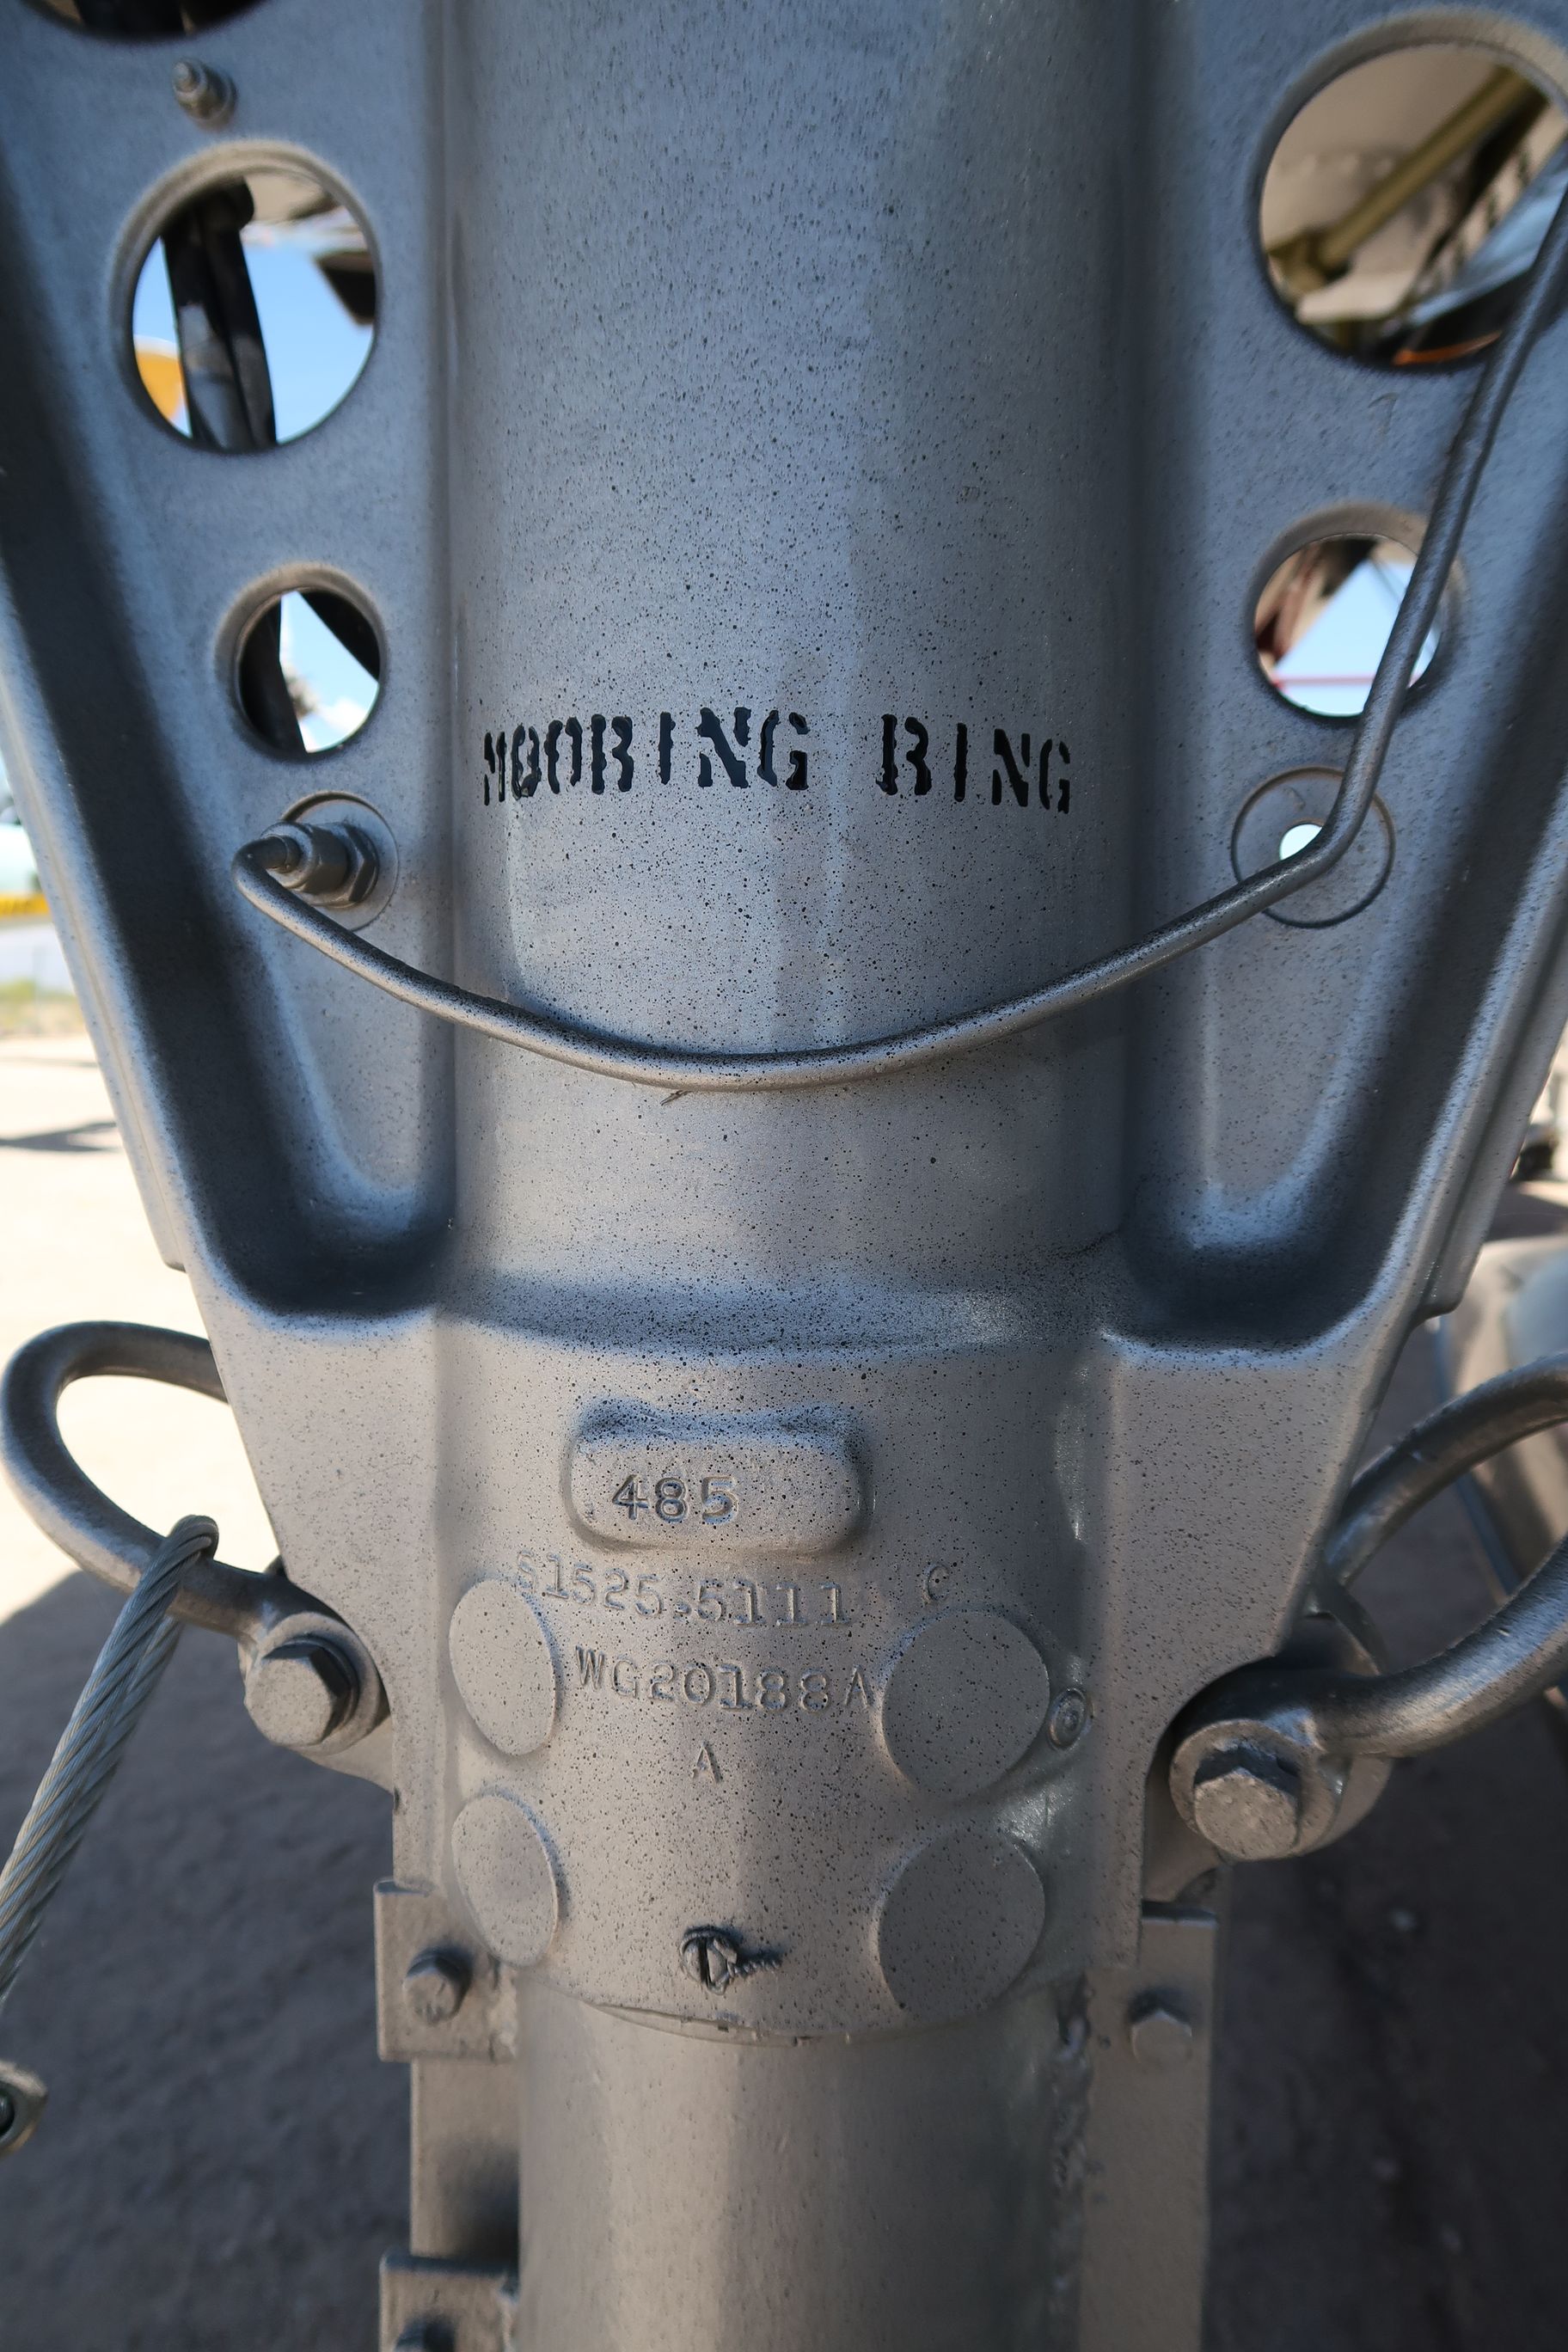 MOORING RING
485
S1525-5111 C
WG20188A
A